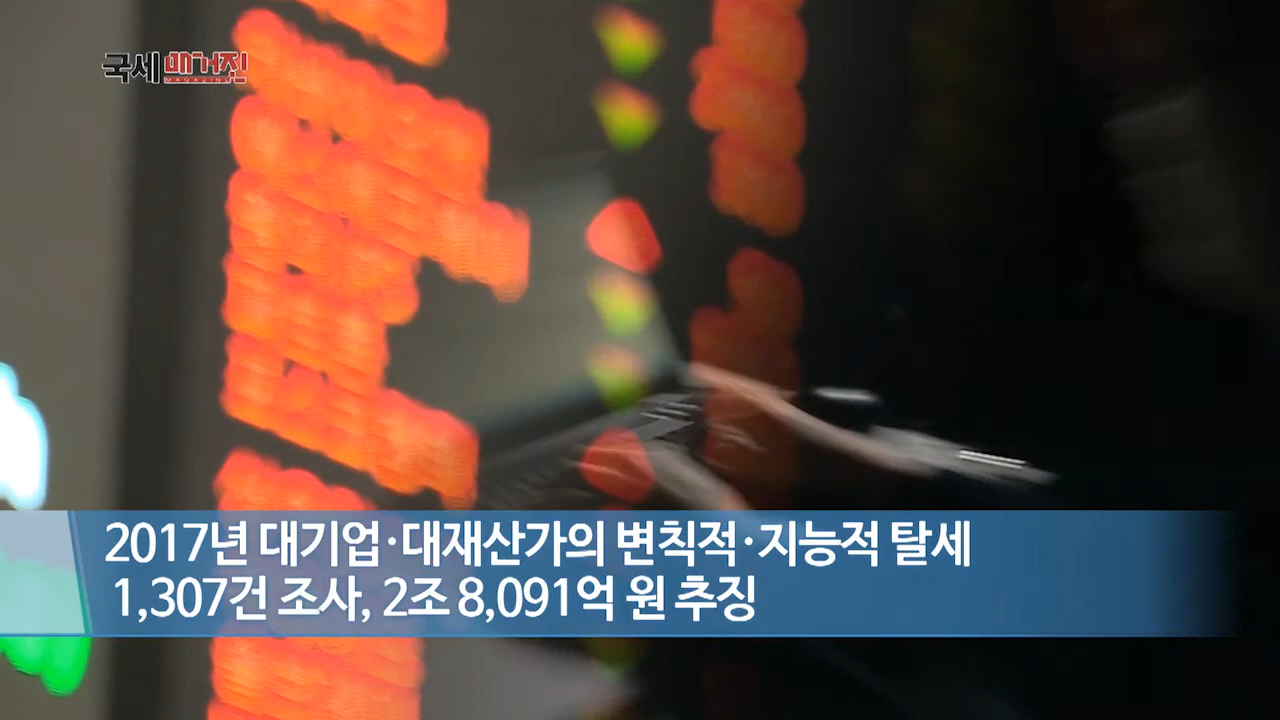 국세 매거진
MAGAZINE
2017년 대기업·대재산가의 변칙적·지능적 탈세
1,307건 조사, 2조 8,091억 원 추징